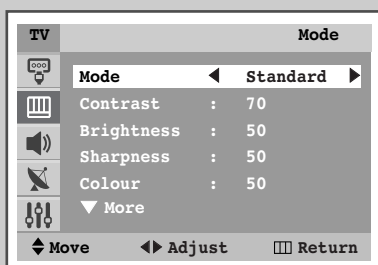 TV Mode
Mode ◀ Standard ▶
Contrast : 70
Brightness : 50
Sharpness : 50
Colour : 50
▼ More
Move Adjust Return